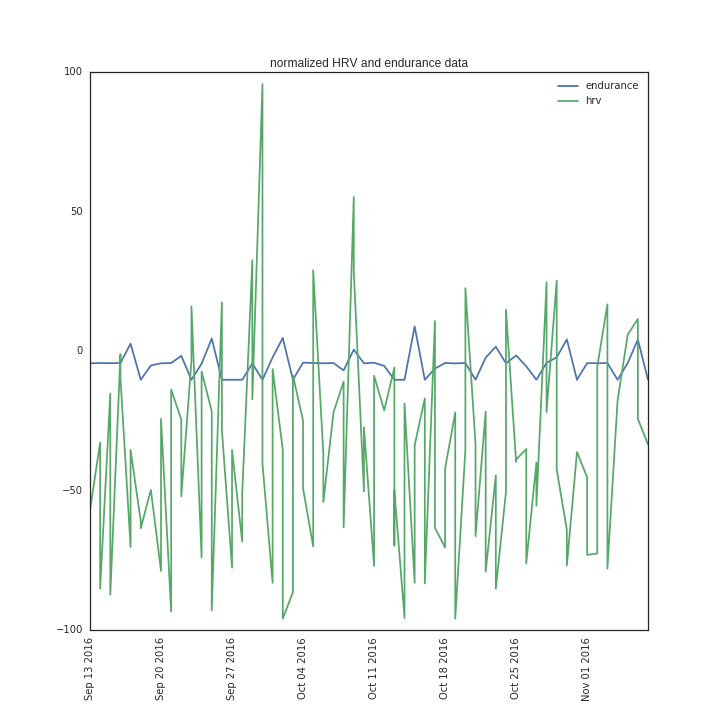 normalized HRV and endurance data
100
50
0
−50
−100
endurance
hrv
Sep 13 2016
Sep 20 2016
Sep 27 2016
Oct 04 2016
Oct 11 2016
Oct 18 2016
Oct 25 2016
Nov 01 2016